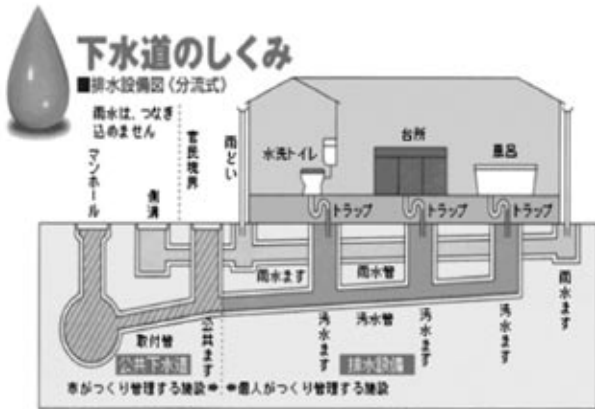 下水道のしくみ
■排水設備図(分流式)
雨水は、つなぎ
込めません
マンホール
側溝
官民境界
雨どい
水洗トイレ
台所
風呂
トラップ
トラップ
トラップ
雨水ます
雨水管
雨水ます
取付管
公共ます
汚水ます
汚水管
汚水ます
汚水ます
公共下水道
排水設備
市がつくり管理する施設⇐
⇒個人がつくり管理する施設